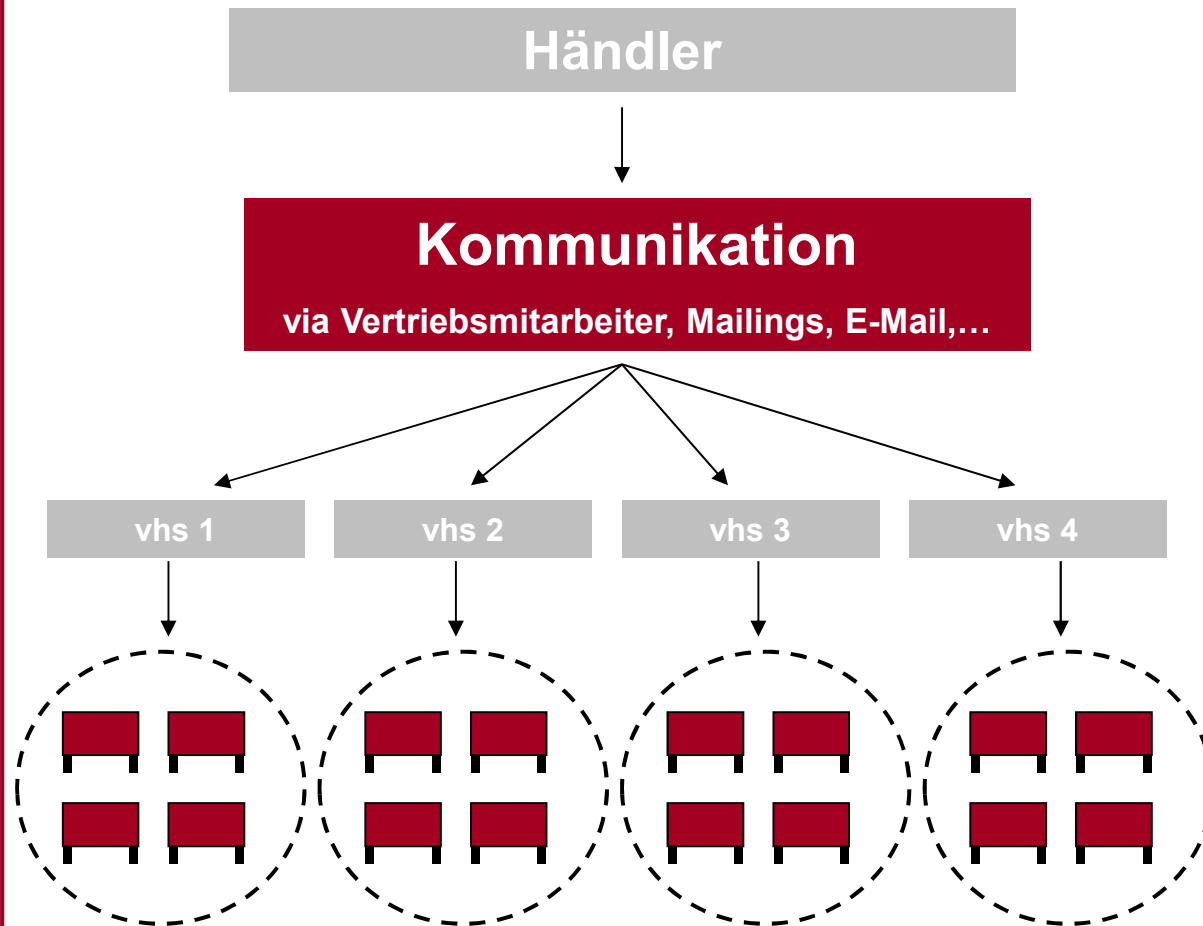 Händler
Kommunikation
via Vertriebsmitarbeiter, Mailings, E-Mail,…
vhs 1
vhs 2
vhs 3
vhs 4